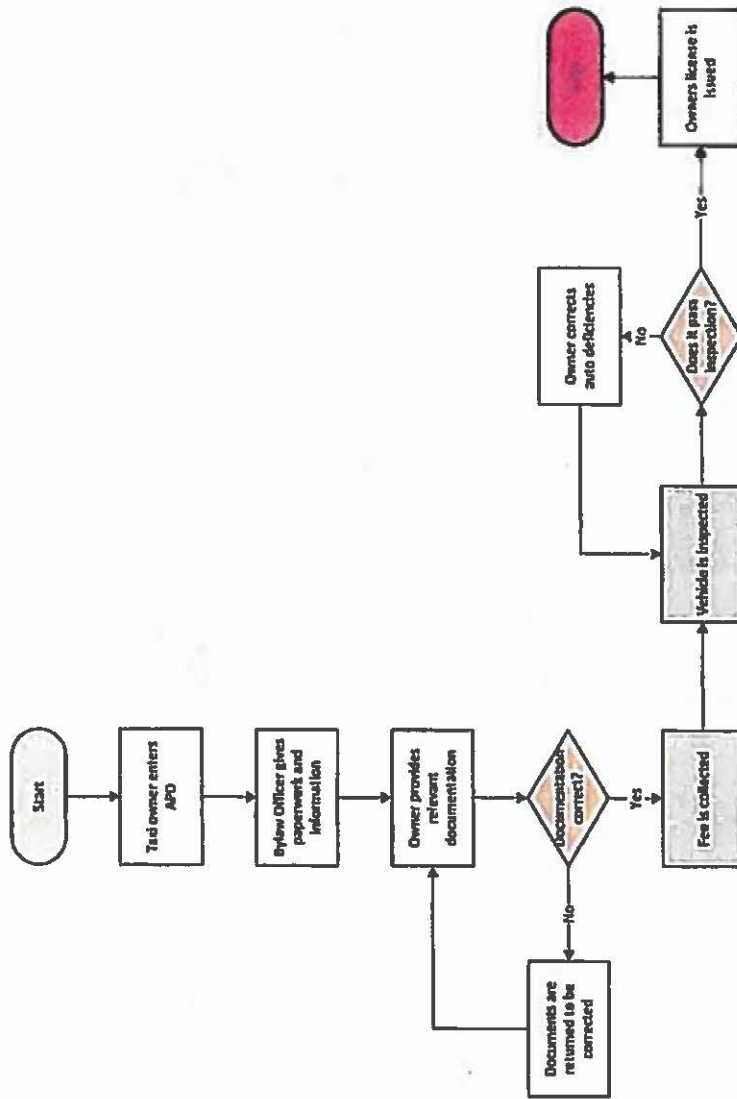 Start
Taxi owner enters
APD
Bylaw Officer gives
paperwork and
information
Owner provides
relevant
documentation
Documentation
correct?
No
Documents are
returned to be
corrected
Yes
Fee is collected
Vehicle is inspected
Does it pass
inspection?
No
Owner corrects
auto deficiencies
Yes
Owners license is
issued